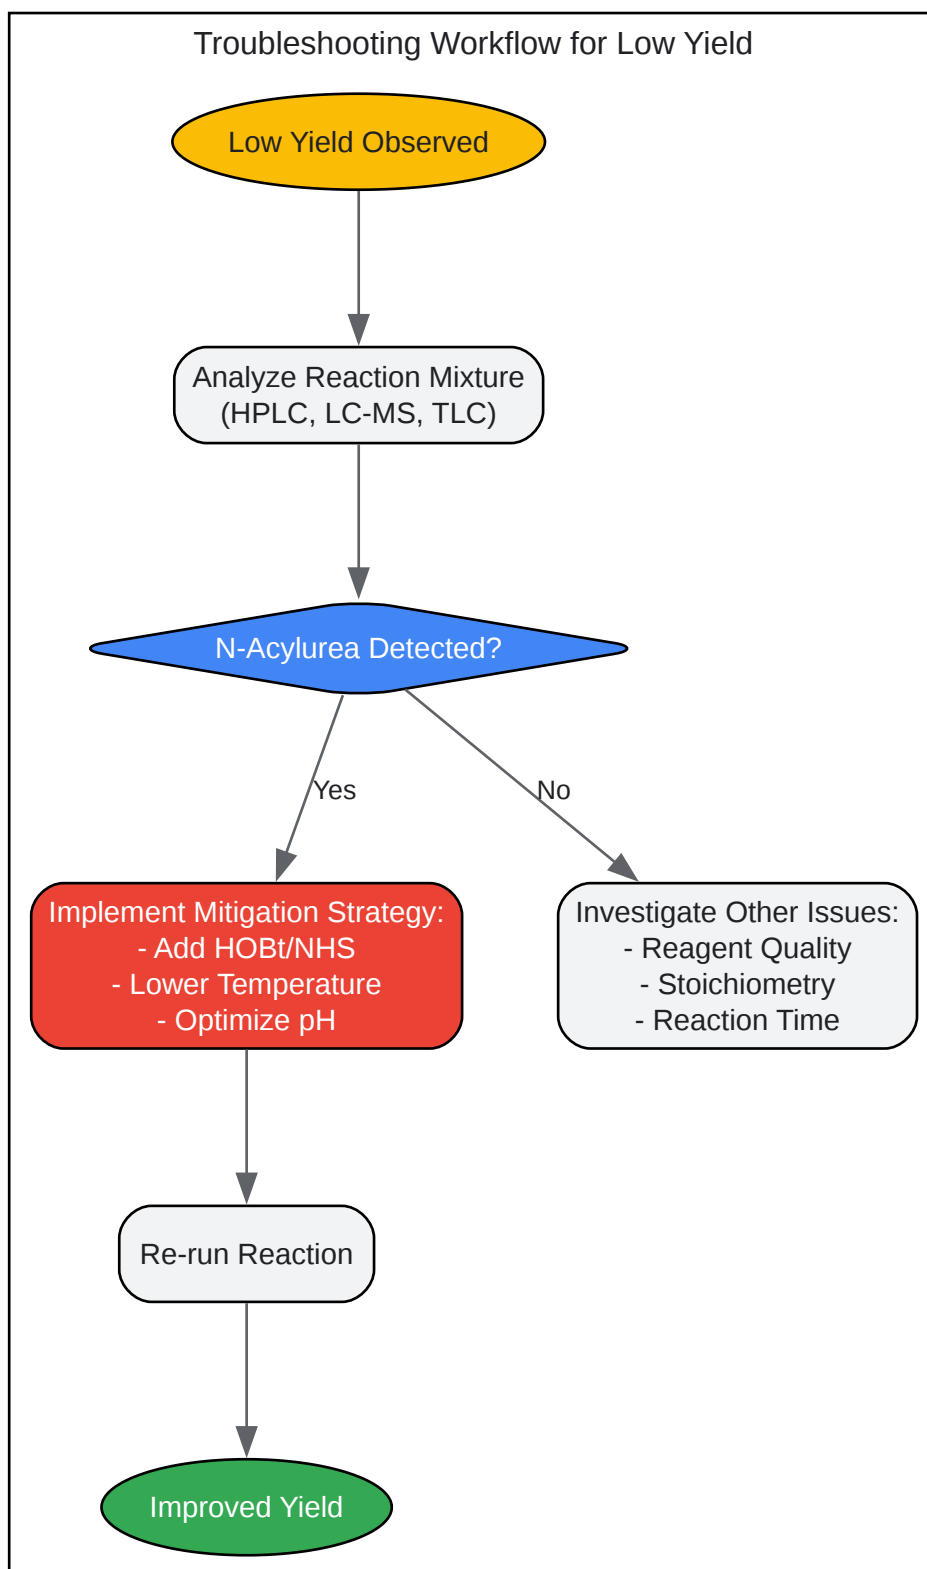 Troubleshooting Workflow for Low Yield
Low Yield Observed
Analyze Reaction Mixture
(HPLC, LC-MS, TLC)
N-Acylurea Detected?
Yes
No
Implement Mitigation Strategy:
- Add HOBt/NHS
- Lower Temperature
- Optimize pH
Investigate Other Issues:
- Reagent Quality
- Stoichiometry
- Reaction Time
Re-run Reaction
Improved Yield